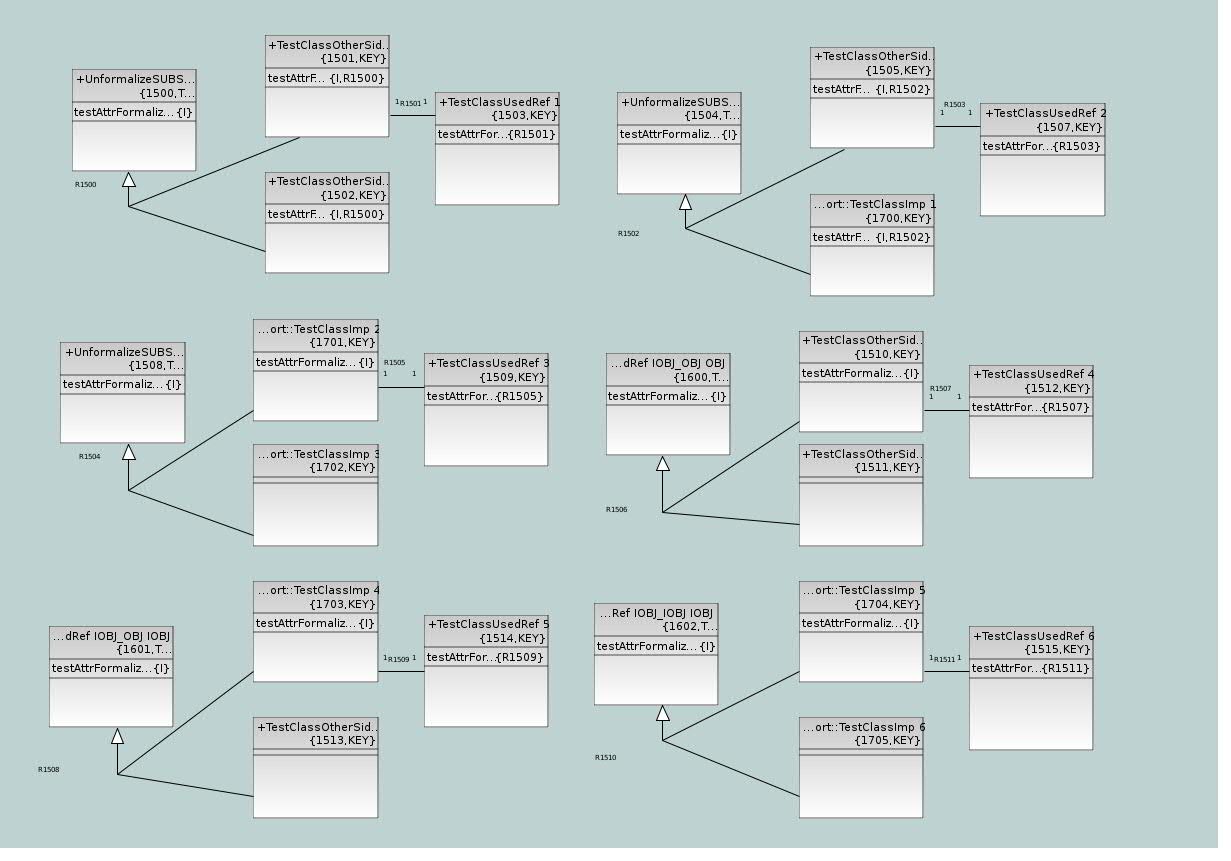 +UnformalizeSUBS...
{1500,T...
testAttrFormaliz... {I}
R1500
+TestClassOtherSid..
{1501,KEY}
testAttrF... {I,R1500}
1 R1501 1
+TestClassUsedRef 1
{1503,KEY}
testAttrFor...{R1501}
+TestClassOtherSid..
{1502,KEY}
testAttrF... {I,R1500}
+UnformalizeSUBS...
{1504,T...
testAttrFormaliz...{I}
R1502
+TestClassOtherSid..
{1505,KEY}
testAttrF... {I,R1502}
R1503
1 1
+TestClassUsedRef 2
{1507,KEY}
testAttrFor...{R1503}
...ort::TestClassImp 1
{1700,KEY}
testAttrF... {I,R1502}
+UnformalizeSUBS...
{1508,T...
testAttrFormaliz... {I}
R1504
...ort::TestClassImp 2
{1701,KEY}
testAttrFormaliz... {I}
R1505
1 1
+TestClassUsedRef 3
{1509,KEY}
testAttrFor...{R1505}
...ort::TestClassImp 3
{1702,KEY}
...dRef IOBJ_OBJ OBJ
{1600,T...
testAttrFormaliz... {I}
R1506
+TestClassOtherSid..
{1510,KEY}
testAttrFormaliz... {I}
R1507
1 1
+TestClassUsedRef 4
{1512,KEY}
testAttrFor...{R1507}
+TestClassOtherSid..
{1511,KEY}
...dRef IOBJ_OBJ IOBJ
{1601,T...
testAttrFormaliz...{I}
R1508
...ort::TestClassImp 4
{1703,KEY}
testAttrFormaliz... {I}
1 R1509 1
+TestClassUsedRef 5
{1514,KEY}
testAttrFor...{R1509}
+TestClassOtherSid..
{1513,KEY}
...Ref IOBJ_IOBJ IOBJ
{1602,T...
testAttrFormaliz... {I}
R1510
...ort::TestClassImp 5
{1704,KEY}
testAttrFormaliz... {I}
1 R1511 1
+TestClassUsedRef 6
{1515,KEY}
testAttrFor...{R1511}
...ort::TestClassImp 6
{1705,KEY}